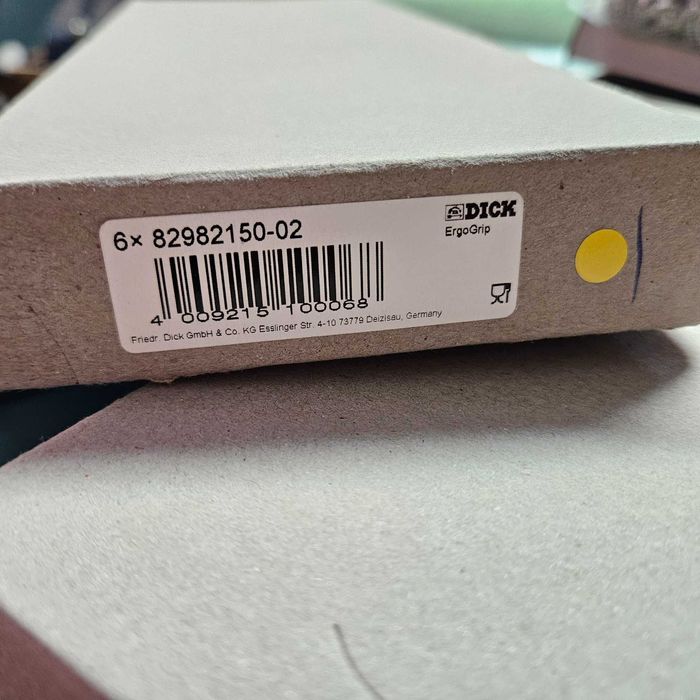 6x 82982150-02
DICK
ErgoGrip
4 009215 100068
Friedr. Dick GmbH & Co. KG Esslinger Str. 4-10 73779 Deizisau, Germany